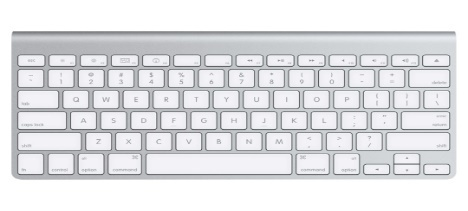 esc
~ ! @ # $ % ^ & * ( ) _ + delete
` 1 2 3 4 5 6 7 8 9 0 - =
tab Q W E R T Y U I O P { } |
[ ] \
caps lock A S D F G H J K L : " enter
; ' return
shift Z X C V B N M < > ? shift
, . /
fn control option command command option